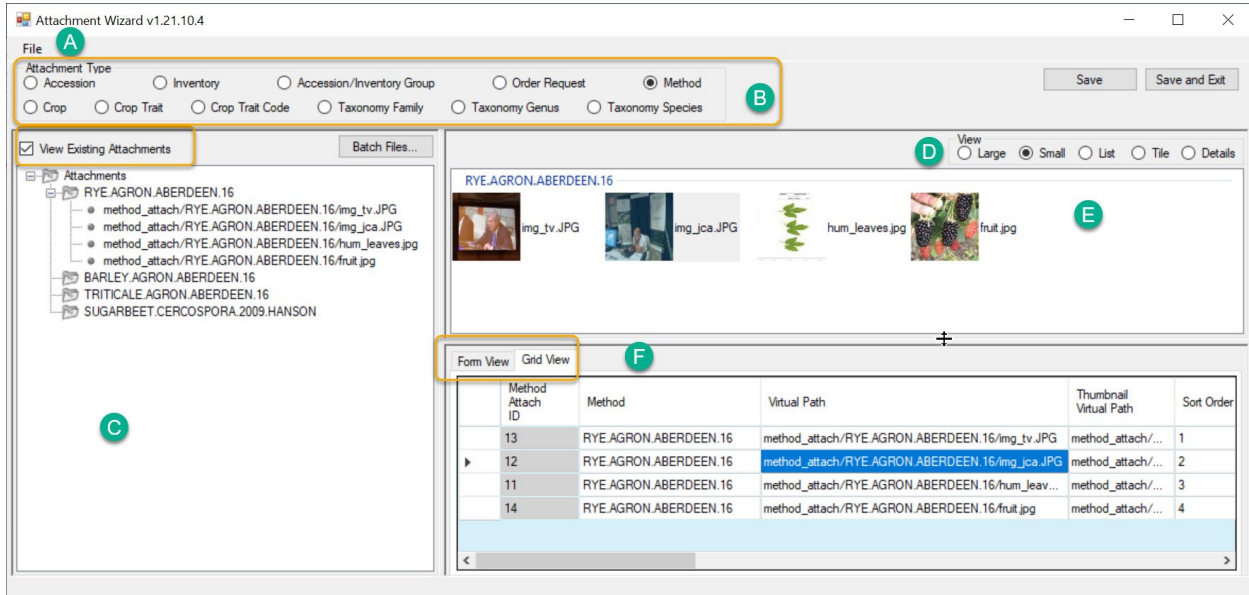 Attachment Wizard v1.21.10.4
File
A
Attachment Type
Accession Inventory Accession/Inventory Group Order Request Method
Crop Crop Trait Crop Trait Code Taxonomy Family Taxonomy Genus Taxonomy Species
B
Save Save and Exit
View Existing Attachments Batch Files...
Attachments
RYE.AGRON.ABERDEEN.16
method_attach/RYE.AGRON.ABERDEEN.16/img_tv.JPG
method_attach/RYE.AGRON.ABERDEEN.16/img_jca.JPG
method_attach/RYE.AGRON.ABERDEEN.16/hum_leaves.jpg
method_attach/RYE.AGRON.ABERDEEN.16/fruit.jpg
BARLEY.AGRON.ABERDEEN.16
TRITICALE.AGRON.ABERDEEN.16
SUGARBEET.CERCOSPORA.2009.HANSON
C
D
View
Large Small List Tile Details
RYE.AGRON.ABERDEEN.16
img_tv.JPG img_jca.JPG hum_leaves.jpg fruit.jpg
E
Form View Grid View
F
Method Attach ID Method Virtual Path Thumbnail Virtual Path Sort Order
13 RYE.AGRON.ABERDEEN.16 method_attach/RYE.AGRON.ABERDEEN.16/img_tv.JPG method_attach/... 1
12 RYE.AGRON.ABERDEEN.16 method_attach/RYE.AGRON.ABERDEEN.16/img_jca.JPG method_attach/... 2
11 RYE.AGRON.ABERDEEN.16 method_attach/RYE.AGRON.ABERDEEN.16/hum_leav... method_attach/... 3
14 RYE.AGRON.ABERDEEN.16 method_attach/RYE.AGRON.ABERDEEN.16/fruit.jpg method_attach/... 4